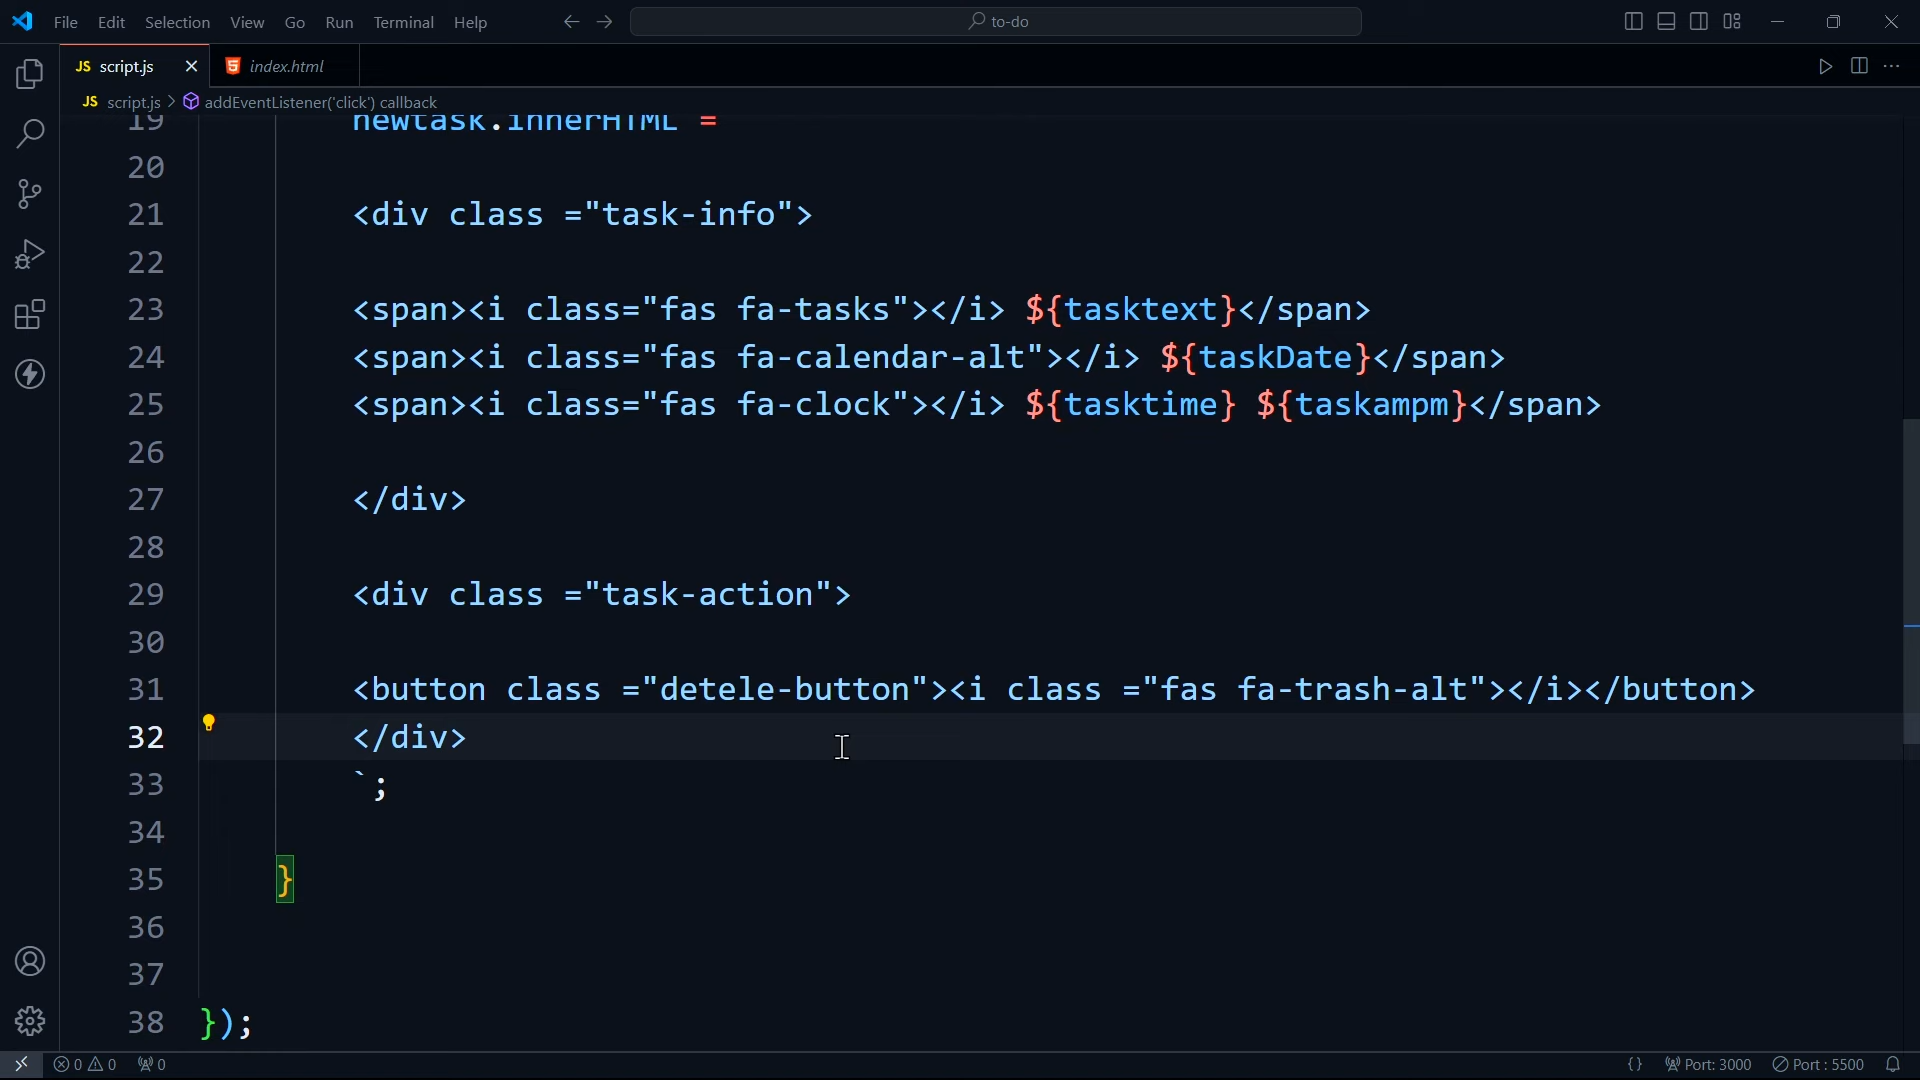 File Edit Selection View Go Run Terminal Help
to-do
JS script.js
index.html
JS script.js > addEventListener('click') callback
19 newtask.innerHTML =
20
21 <div class ="task-info">
22
23 <span><i class="fas fa-tasks"></i> ${tasktext}</span>
24 <span><i class="fas fa-calendar-alt"></i> ${taskDate}</span>
25 <span><i class="fas fa-clock"></i> ${tasktime} ${taskampm}</span>
26
27 </div>
28
29 <div class ="task-action">
30
31 <button class ="detele-button"><i class ="fas fa-trash-alt"></i></button>
32 </div>
33 `;
34
35 }
36
37
38 });
0 0 0
{} Port: 3000 Port : 5500